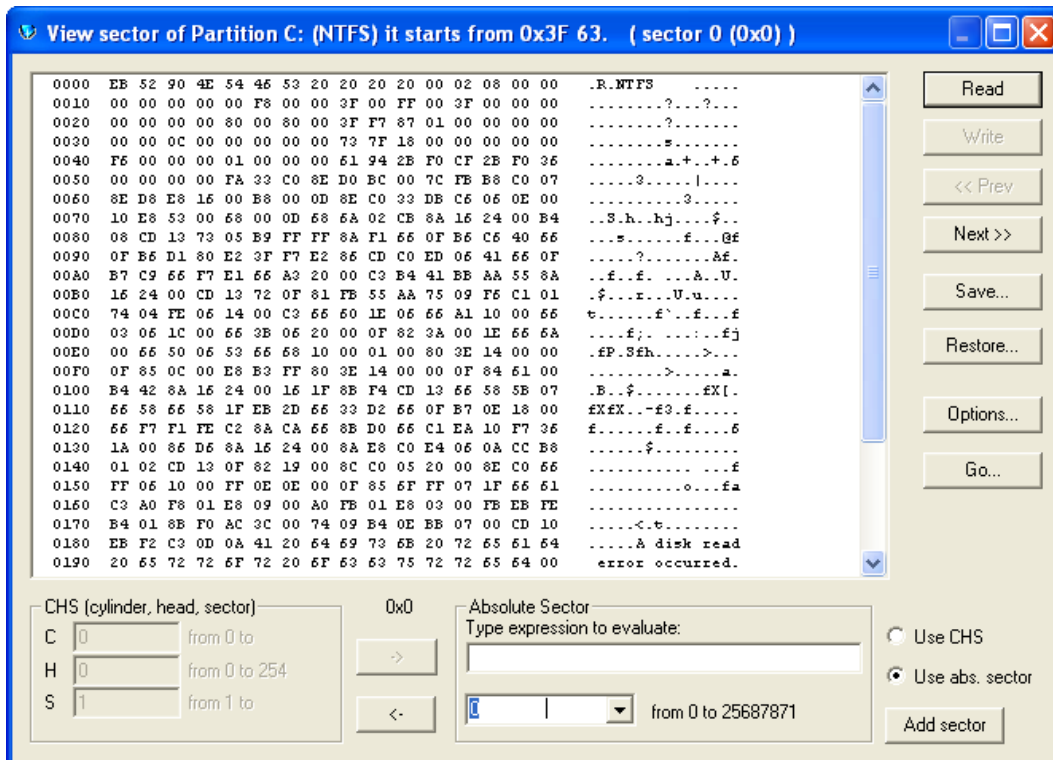 View sector of Partition C: (NTFS) it starts from 0x3F 63. ( sector 0 (0x0) )
0000 EB 52 90 4E 54 46 53 20 20 20 20 00 02 08 00 00 .R.NTFS .....
0010 00 00 00 00 00 F8 00 00 3F 00 FF 00 3F 00 00 00 ........?...?...
0020 00 00 00 00 80 00 80 00 3F F7 87 01 00 00 00 00 ........?.......
0030 00 00 0C 00 00 00 00 00 73 7F 18 00 00 00 00 00 ........s.......
0040 F6 00 00 00 01 00 00 00 61 94 2B F0 CF 2B F0 36 ........a.+..+.6
0050 00 00 00 00 FA 33 C0 8E D0 BC 00 7C FB B8 C0 07 .....3.....|....
0060 8E D8 E8 16 00 B8 00 0D 8E C0 33 DB C6 06 0E 00 ..........3.....
0070 10 E8 53 00 68 00 0D 68 6A 02 CB 8A 16 24 00 B4 ..S.h..hj....$..
0080 08 CD 13 73 05 B9 FF FF 8A F1 66 0F B6 C6 40 66 ...s......f...@f
0090 0F B6 D1 80 E2 3F F7 E2 86 CD C0 ED 06 41 66 0F .....?.......Af.
00A0 B7 C9 66 F7 E1 66 A3 20 00 C3 B4 41 BB AA 55 8A ..f..f. ...A..U.
00B0 16 24 00 CD 13 72 0F 81 FB 55 AA 75 09 F6 C1 01 .$...r...U.u....
00C0 74 04 FE 06 14 00 C3 66 60 1E 06 66 A1 10 00 66 t......f`..f...f
00D0 03 06 1C 00 66 3B 06 20 00 0F 82 3A 00 1E 66 6A ....f;. ...:..fj
00E0 00 66 50 06 53 66 68 10 00 01 00 80 3E 14 00 00 .fP.Sfh.....>...
00F0 0F 85 0C 00 E8 B3 FF 80 3E 14 00 00 0F 84 61 00 ........>.....a.
0100 B4 42 8A 16 24 00 16 1F 8B F4 CD 13 66 58 5B 07 .B..$.......fX[.
0110 66 58 66 58 1F EB 2D 66 33 D2 66 0F B7 0E 18 00 fXfX..-f3.f.....
0120 66 F7 F1 FE C2 8A CA 66 8B D0 66 C1 EA 10 F7 36 f......f..f....6
0130 1A 00 86 D6 8A 16 24 00 8A E8 C0 E4 06 0A CC B8 ......$.........
0140 01 02 CD 13 0F 82 19 00 8C C0 05 20 00 8E C0 66 ........... ...f
0150 FF 06 10 00 FF 0E 0E 00 0F 85 6F FF 07 1F 66 61 ..........o...fa
0160 C3 A0 F8 01 E8 09 00 A0 FB 01 E8 03 00 FB EB FE ................
0170 B4 01 8B F0 AC 3C 00 74 09 B4 0E BB 07 00 CD 10 .....<.t........
0180 EB F2 C3 0D 0A 41 20 64 69 73 6B 20 72 65 61 64 .....A disk read
0190 20 65 72 72 6F 72 20 6F 63 63 75 72 72 65 64 00 error occurred.
Read
Write
<< Prev
Next >>
Save...
Restore...
Options...
Go...
CHS (cylinder, head, sector)
C 0 from 0 to
H 0 from 0 to 254
S 1 from 1 to
0x0
->
<-
Absolute Sector
Type expression to evaluate:
0 from 0 to 25687871
Use CHS
Use abs. sector
Add sector